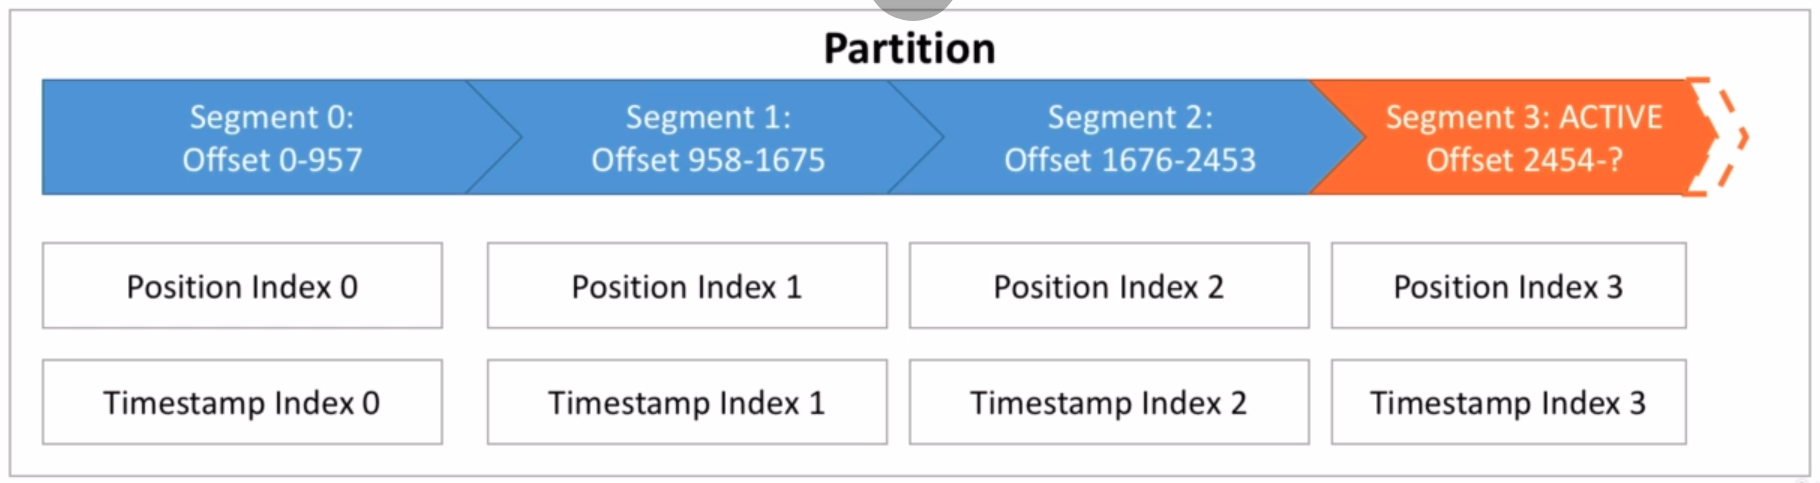 Partition
Segment 0:
Offset 0-957
Segment 1:
Offset 958-1675
Segment 2:
Offset 1676-2453
Segment 3: ACTIVE
Offset 2454-?
Position Index 0
Position Index 1
Position Index 2
Position Index 3
Timestamp Index 0
Timestamp Index 1
Timestamp Index 2
Timestamp Index 3